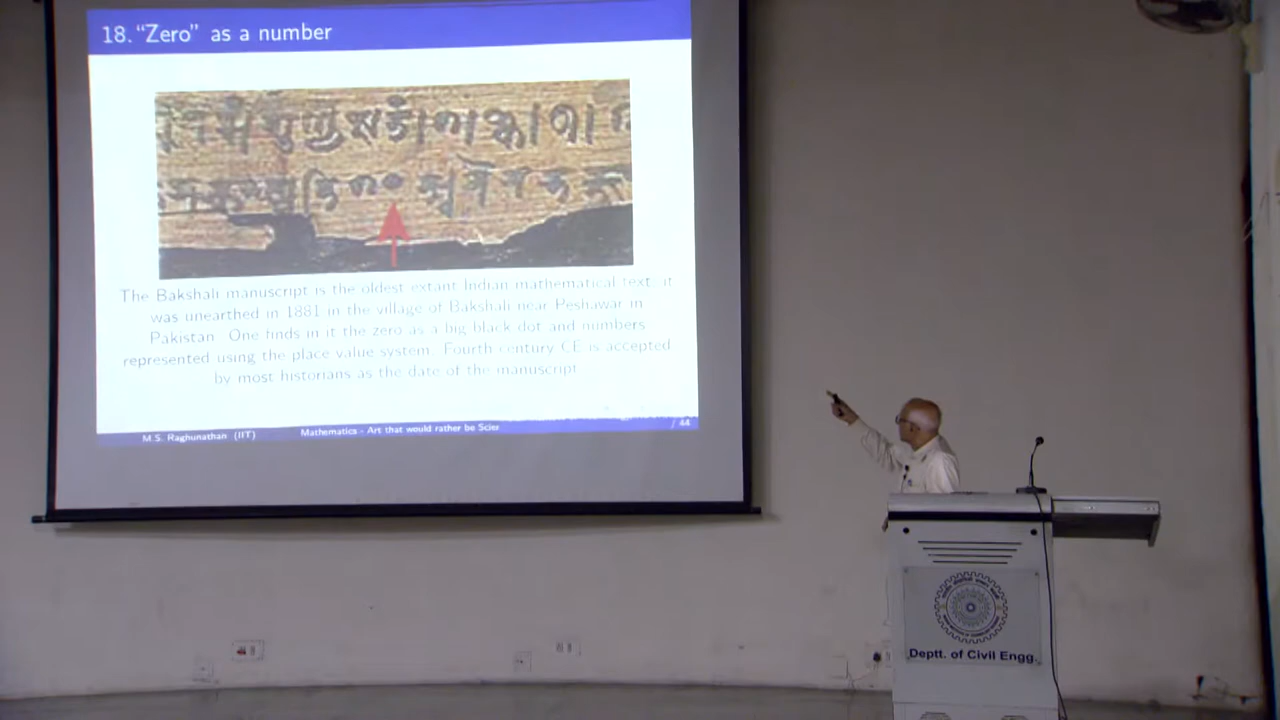 18. “Zero” as a number
The Bakshali manuscript is the oldest extant Indian mathematical text. it
was unearthed in 1881 in the village of Bakshali near Peshawar in
Pakistan. One finds in it the zero as a big black dot and numbers
represented using the place value system. Fourth-century CE is accepted
by most historians as the date of the manuscript
M.S. Raghunathan (IIT)
Mathematics - Art that would rather be Scier
/ 44
Deptt. of Civil Engg.